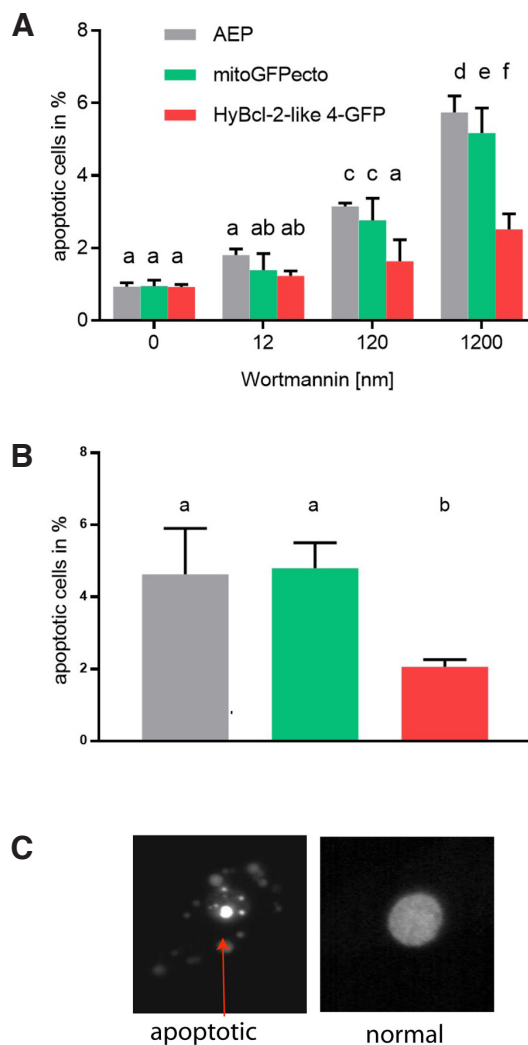 A
AEP
mitoGFPecto
HyBcl-2-like 4-GFP
apoptotic cells in %
8
6
4
2
0
a a a
a ab ab
c c a
d e f
0 12 120 1200
Wortmannin [nm]
B
apoptotic cells in %
8
6
4
2
0
a a b
C
apoptotic normal